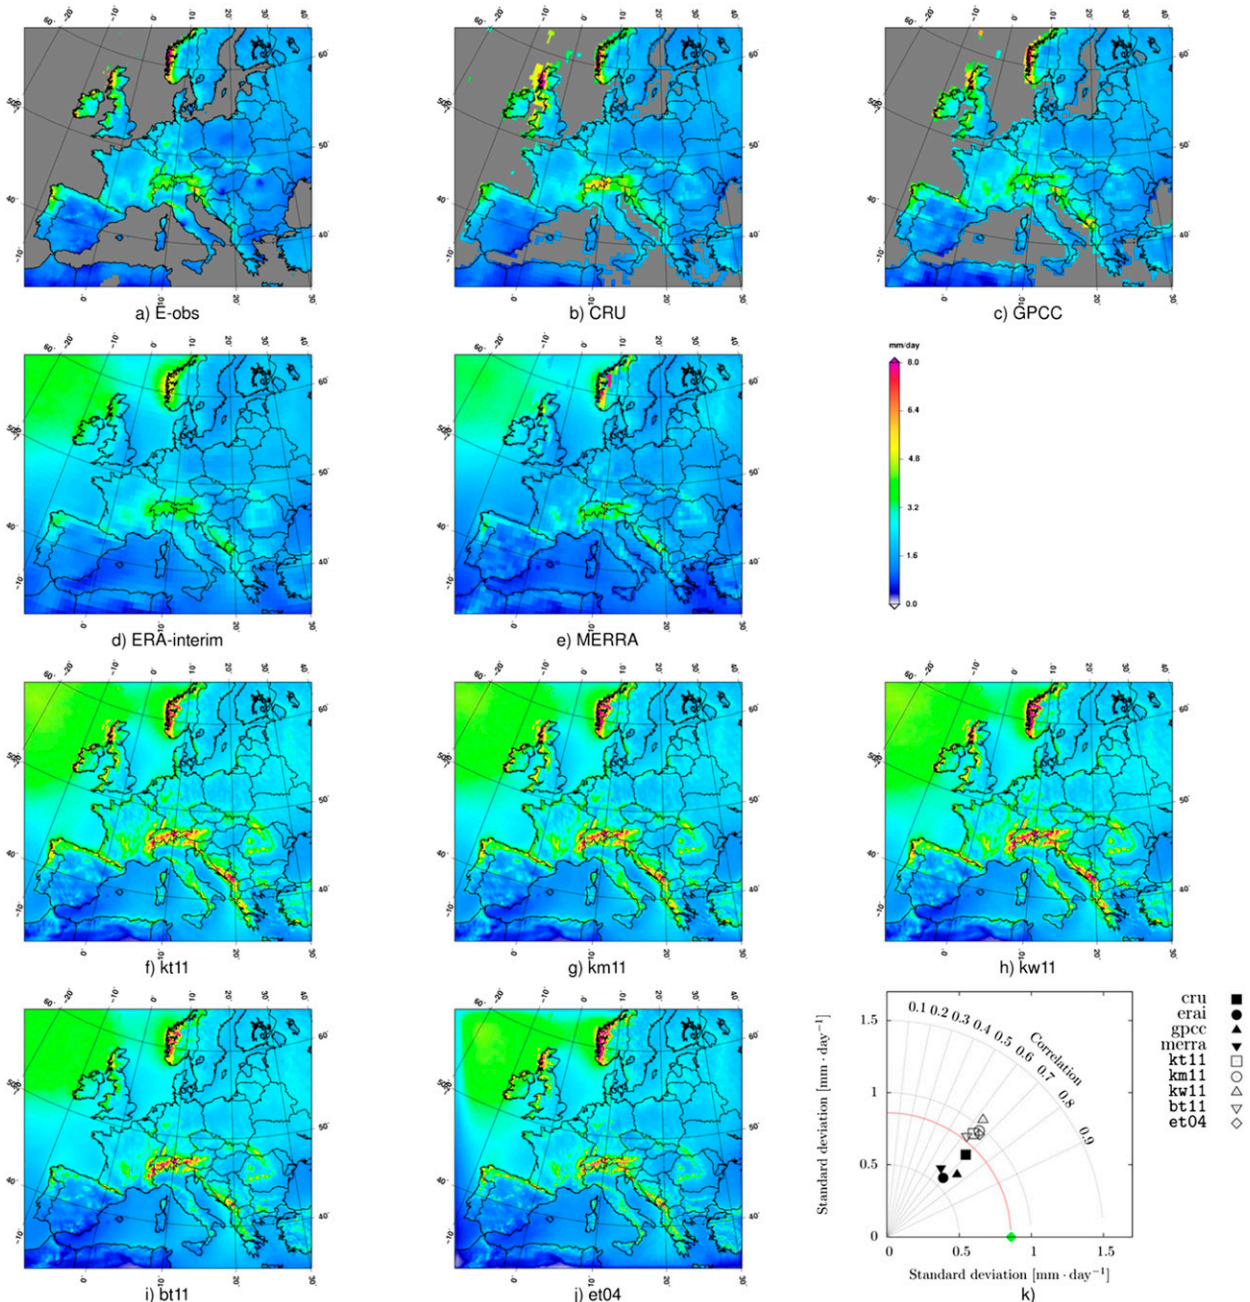 a) E-obs
b) CRU
c) GPCC
mm/day
8.0
6.4
4.8
3.2
1.6
0.0
d) ERA-interim
e) MERRA
f) kt11
g) km11
h) kw11
i) bt11
j) et04
cru
erai
gpcc
merra
kt11
km11
kw11
bt11
et04
0.1 0.2 0.3 0.4 0.5 0.6 0.7 0.8 0.9
Correlation
Standard deviation [mm · day⁻¹]
1.5
1
0.5
0
0 0.5 1 1.5
Standard deviation [mm · day⁻¹]
k)